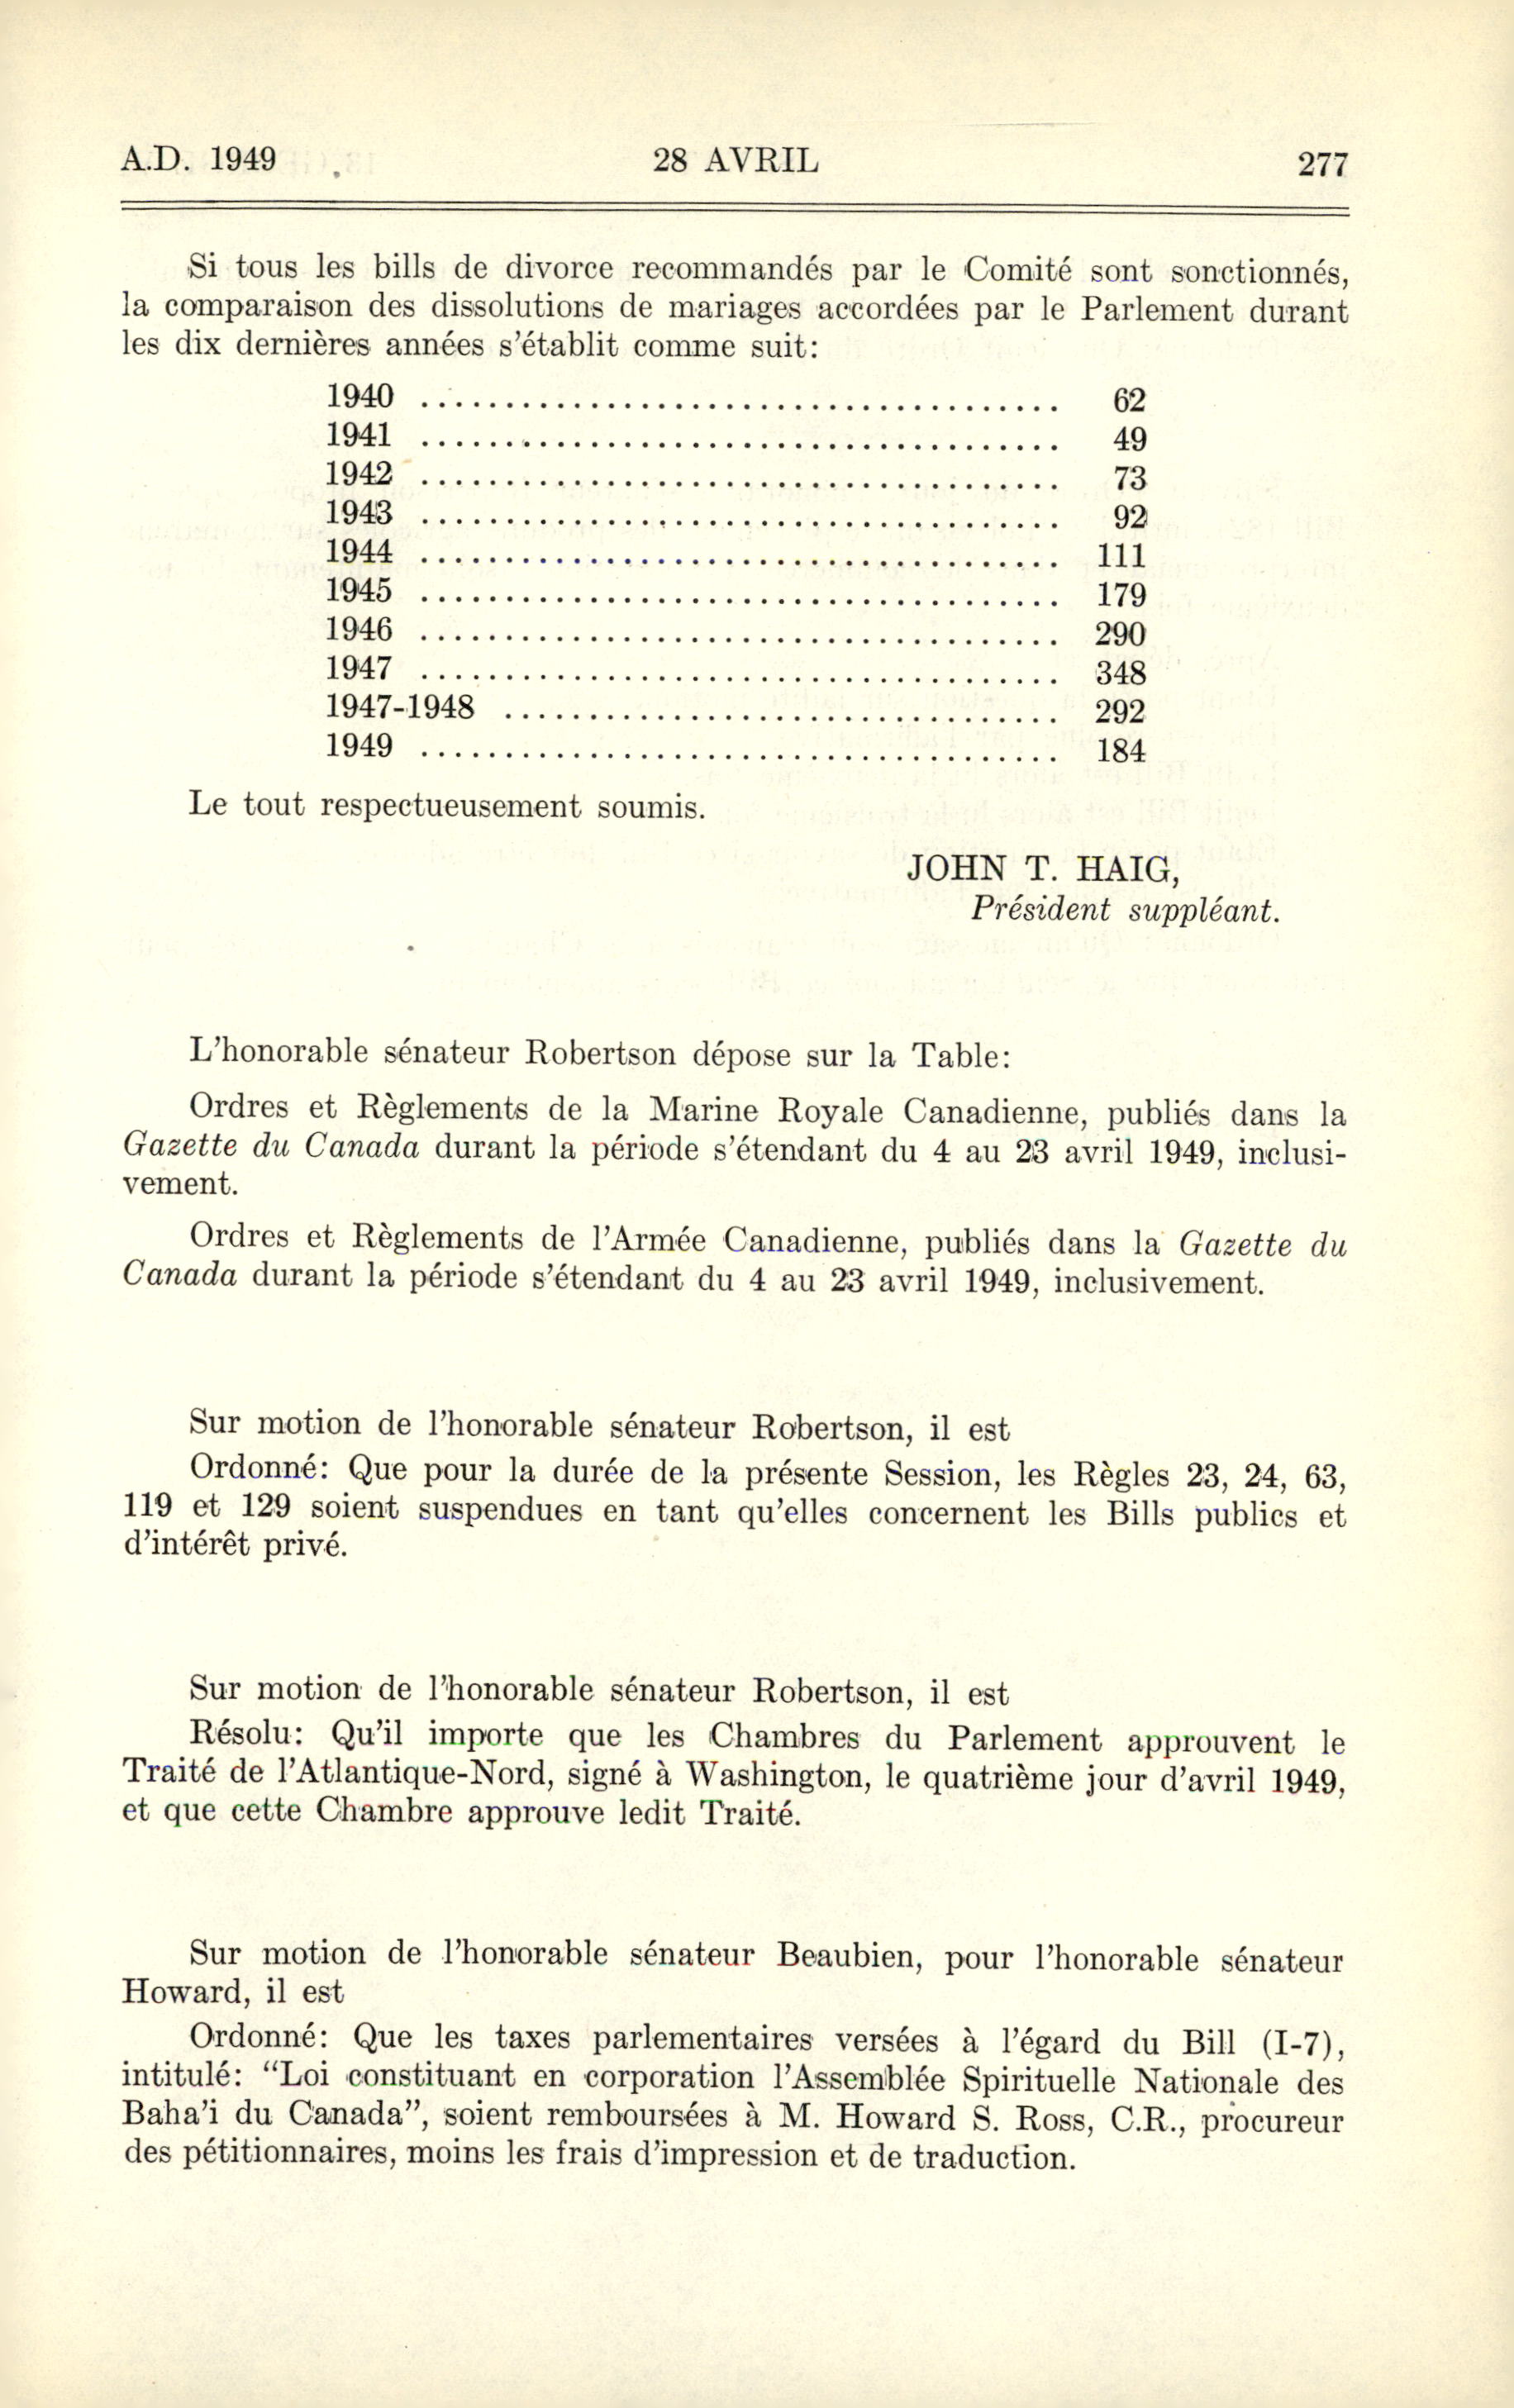 A.D. 1949 28 AVRIL 277
Si tous les bills de divorce recommandés par le Comité sont sonctionnés,
la comparaison des dissolutions de mariages accordées par le Parlement durant
les dix dernières années s'établit comme suit:
1940 ...................................... 62
1941 ...................................... 49
1942 ...................................... 73
1943 ...................................... 92
1944 ...................................... 111
1945 ...................................... 179
1946 ...................................... 290
1947 ...................................... 348
1947-1948 ................................. 292
1949 ...................................... 184
Le tout respectueusement soumis.
JOHN T. HAIG,
Président suppléant.
L'honorable sénateur Robertson dépose sur la Table:
Ordres et Règlements de la Marine Royale Canadienne, publiés dans la
Gazette du Canada durant la période s'étendant du 4 au 23 avril 1949, inclusi-
vement.
Ordres et Règlements de l'Armée Canadienne, publiés dans la Gazette du
Canada durant la période s'étendant du 4 au 23 avril 1949, inclusivement.
Sur motion de l'honorable sénateur Robertson, il est
Ordonné: Que pour la durée de la présente Session, les Règles 23, 24, 63,
119 et 129 soient suspendues en tant qu'elles concernent les Bills publics et
d'intérêt privé.
Sur motion de l'honorable sénateur Robertson, il est
Résolu: Qu'il importe que les Chambres du Parlement approuvent le
Traité de l'Atlantique-Nord, signé à Washington, le quatrième jour d'avril 1949,
et que cette Chambre approuve ledit Traité.
Sur motion de l'honorable sénateur Beaubien, pour l'honorable sénateur
Howard, il est
Ordonné: Que les taxes parlementaires versées à l'égard du Bill (I-7),
intitulé: "Loi constituant en corporation l'Assemblée Spirituelle Nationale des
Baha'i du Canada", soient remboursées à M. Howard S. Ross, C.R., procureur
des pétitionnaires, moins les frais d'impression et de traduction.